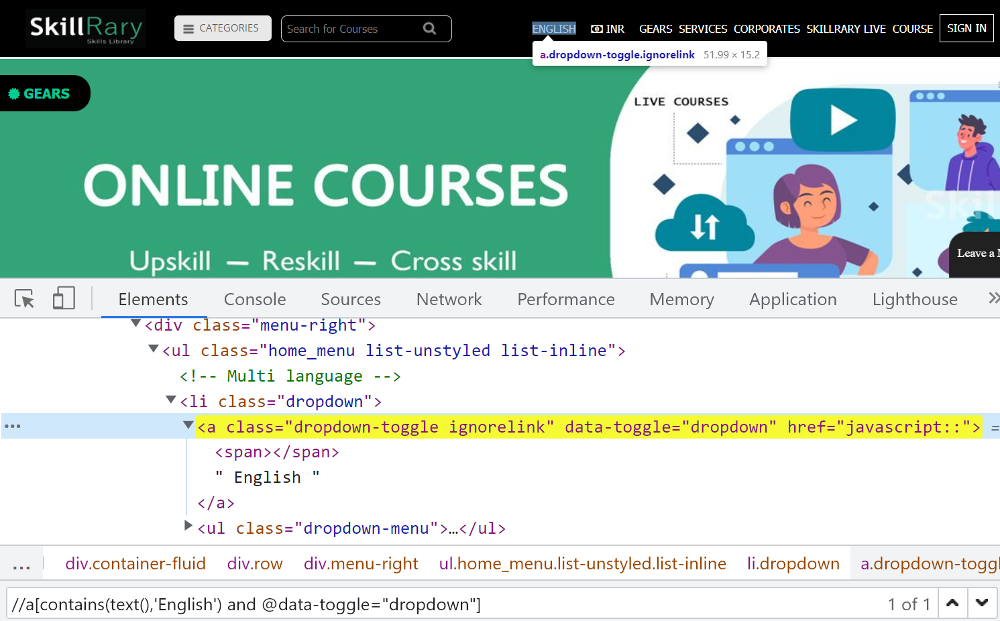 SkillRary
Skills Library
CATEGORIES
Search for Courses
ENGLISH
INR
GEARS
SERVICES
CORPORATES
SKILLRARY LIVE
COURSE
SIGN IN
a.dropdown-toggle.ignorelink 51.99 × 15.2
GEARS
LIVE COURSES
ONLINE COURSES
Upskill — Reskill — Cross skill
Skil
Leave a
Elements
Console
Sources
Network
Performance
Memory
Application
Lighthouse
<div class="menu-right">
<ul class="home_menu list-unstyled list-inline">
<!-- Multi language -->
<li class="dropdown">
<a class="dropdown-toggle ignorelink" data-toggle="dropdown" href="javascript::"> =
<span></span>
" English "
</a>
<ul class="dropdown-menu">…</ul>
... div.container-fluid div.row div.menu-right ul.home_menu.list-unstyled.list-inline li.dropdown a.dropdown-toggl
//a[contains(text(),'English') and @data-toggle="dropdown"]
1 of 1